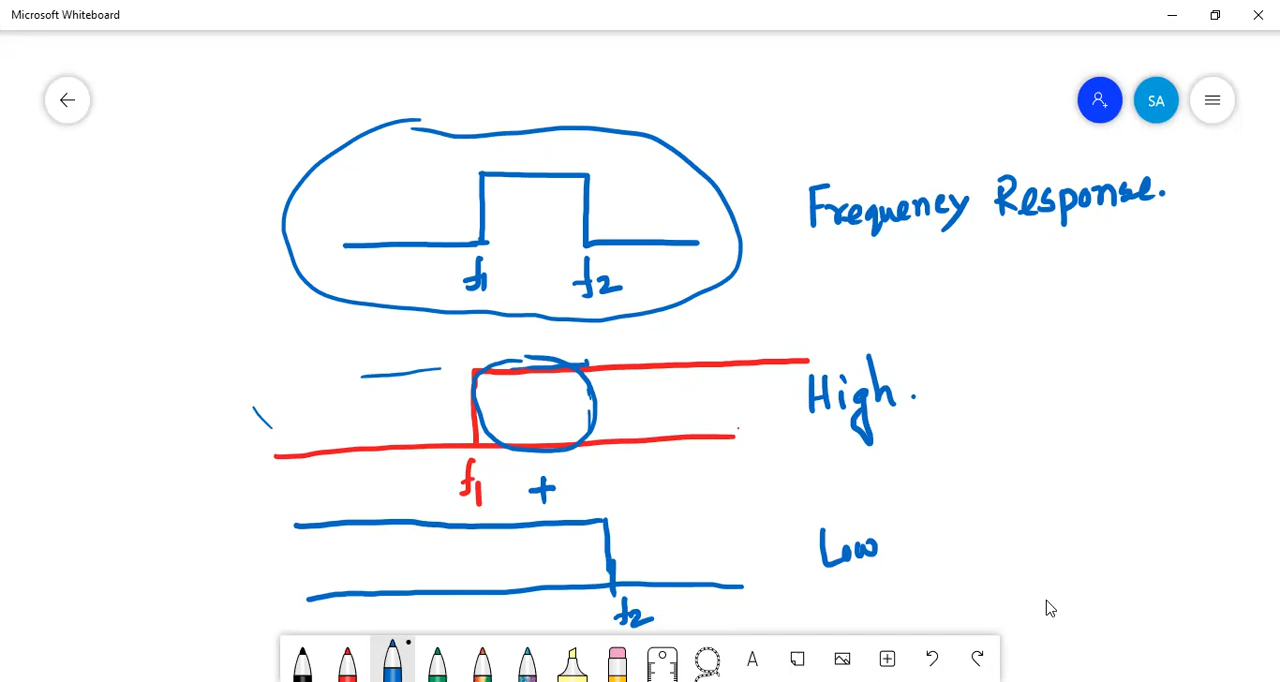 Microsoft Whiteboard
SA
Frequency Response.
f1 f2
High.
f1 +
Low
f2
A